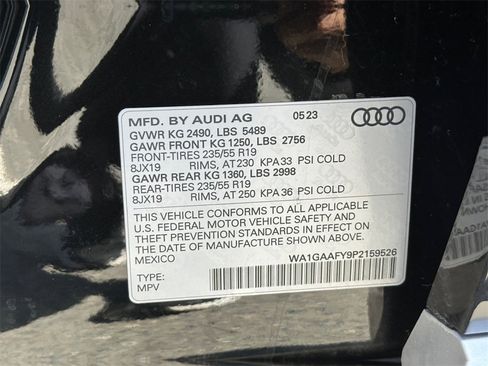 MFD. BY AUDI AG 05 23
GVWR KG 2490, LBS 5489
GAWR FRONT KG 1250, LBS 2756
FRONT-TIRES 235/55 R19
8JX19 RIMS, AT 230 KPA 33 PSI COLD
GAWR REAR KG 1360, LBS 2998
REAR-TIRES 235/55 R19
8JX19 RIMS, AT 250 KPA 36 PSI COLD
THIS VEHICLE CONFORMS TO ALL APPLICABLE
U.S. FEDERAL MOTOR VEHICLE SAFETY AND
THEFT PREVENTION STANDARDS IN EFFECT ON
THE DATE OF MANUFACTURE SHOWN ABOVE.
MEXICO
WA1GAAFY9P2159526
TYPE:
MPV